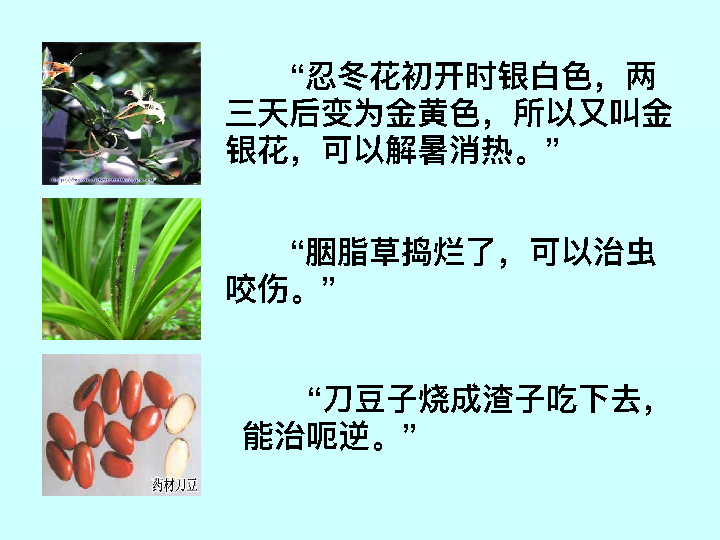 “忍冬花初开时银白色，两
三天后变为金黄色，所以又叫金
银花，可以解暑消热。”
“胭脂草捣烂了，可以治虫
咬伤。”
“刀豆子烧成渣子吃下去，
能治呃逆。”
药材刀豆